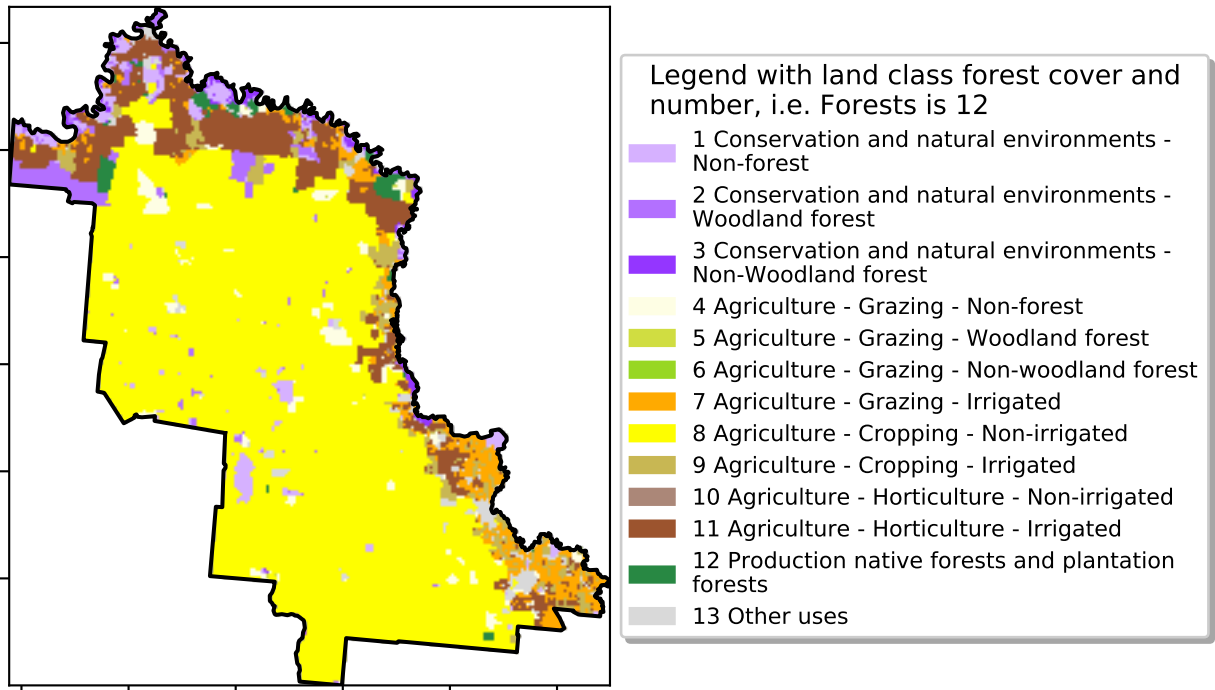 Legend with land class forest cover and
number, i.e. Forests is 12
1 Conservation and natural environments -
Non-forest
2 Conservation and natural environments -
Woodland forest
3 Conservation and natural environments -
Non-Woodland forest
4 Agriculture - Grazing - Non-forest
5 Agriculture - Grazing - Woodland forest
6 Agriculture - Grazing - Non-woodland forest
7 Agriculture - Grazing - Irrigated
8 Agriculture - Cropping - Non-irrigated
9 Agriculture - Cropping - Irrigated
10 Agriculture - Horticulture - Non-irrigated
11 Agriculture - Horticulture - Irrigated
12 Production native forests and plantation
forests
13 Other uses